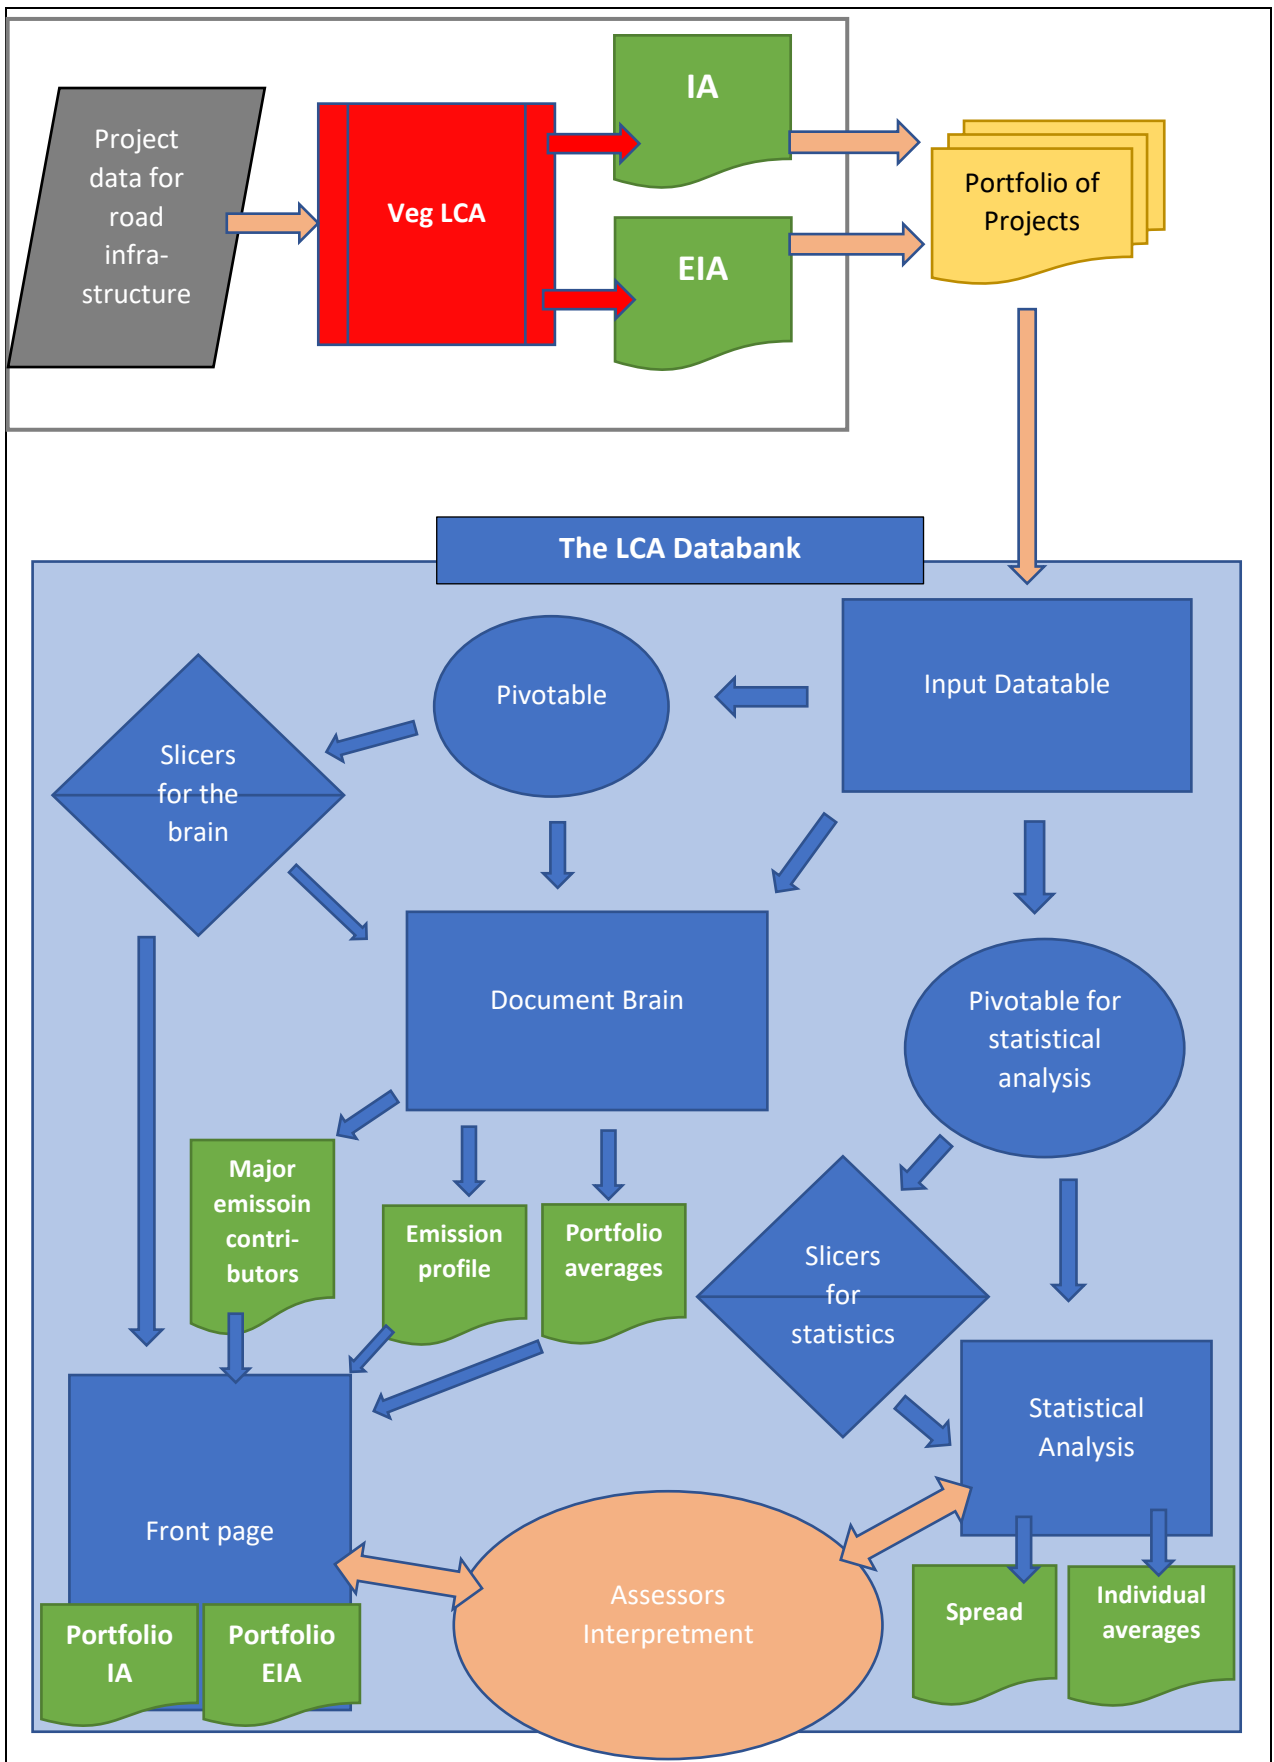 Project
data for
road
infra-
structure
Veg LCA
IA
EIA
Portfolio of
Projects
The LCA Databank
Input Datatable
Pivotable
Slicers
for the
brain
Document Brain
Pivotable for
statistical
analysis
Major
emissoin
contri-
butors
Emission
profile
Portfolio
averages
Slicers
for
statistics
Statistical
Analysis
Front page
Assessors
Interpretment
Spread
Individual
averages
Portfolio
IA
Portfolio
EIA